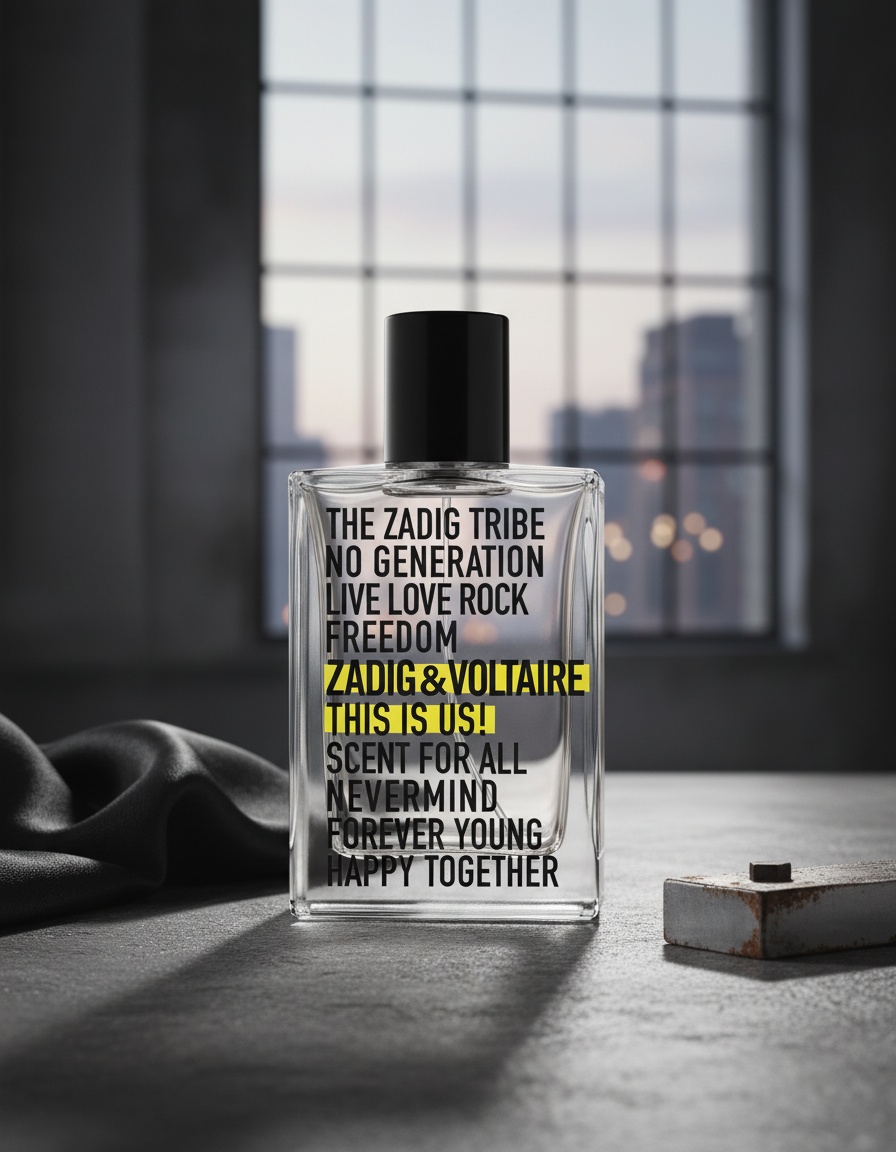 THE ZADIG TRIBE
NO GENERATION
LIVE LOVE ROCK
FREEDOM
ZADIG&VOLTAIRE
THIS IS US!
SCENT FOR ALL
NEVERMIND
FOREVER YOUNG
HAPPY TOGETHER